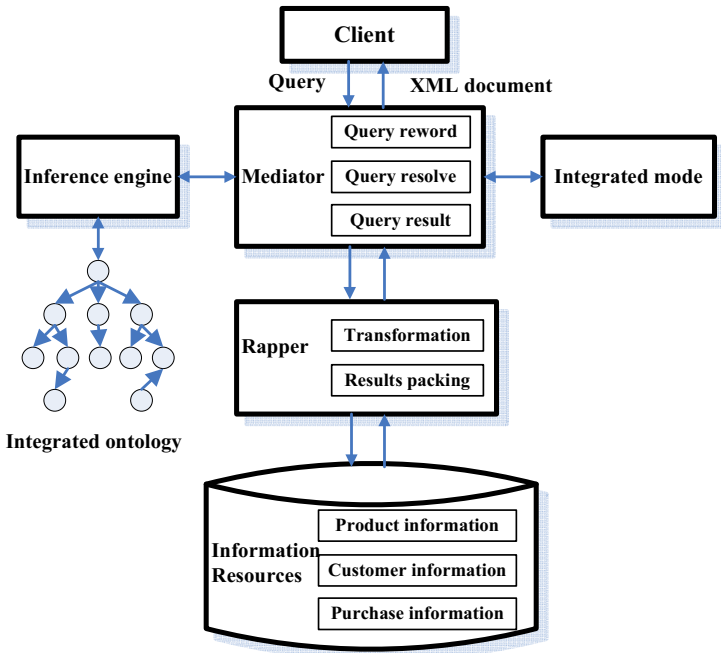 Client
Query
XML document
Query reword
Inference engine
Mediator
Query resolve
Integrated mode
Query result
Rapper
Transformation
Results packing
Integrated ontology
Product information
Information
Resources
Customer information
Purchase information